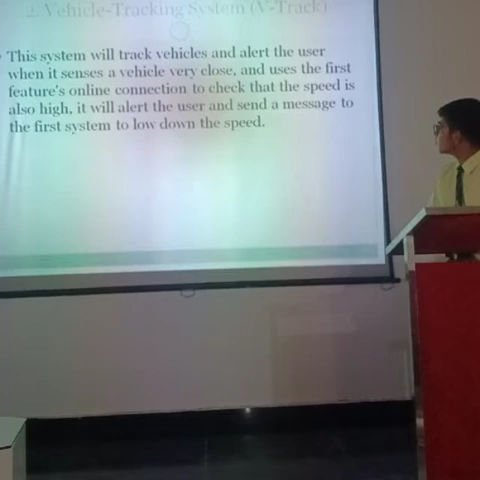 2. Vehicle-Tracking System (V-Track)
This system will track vehicles and alert the user
when it senses a vehicle very close, and uses the first
feature's online connection to check that the speed is
also high, it will alert the user and send a message to
the first system to low down the speed.